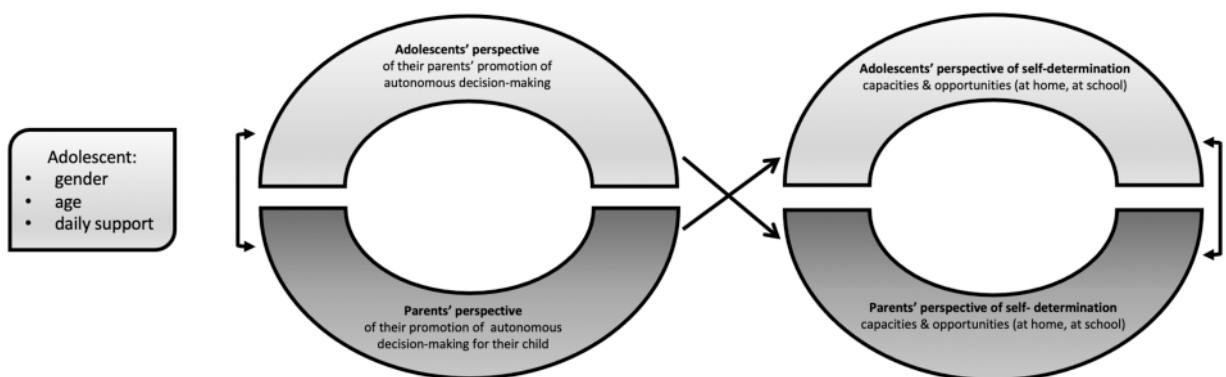 Adolescents' perspective
of their parents' promotion of
autonomous decision-making
Adolescents' perspective of self-determination
capacities & opportunities (at home, at school)
Adolescent:
• gender
• age
• daily support
Parents' perspective
of their promotion of autonomous
decision-making for their child
Parents' perspective of self- determination
capacities & opportunities (at home, at school)